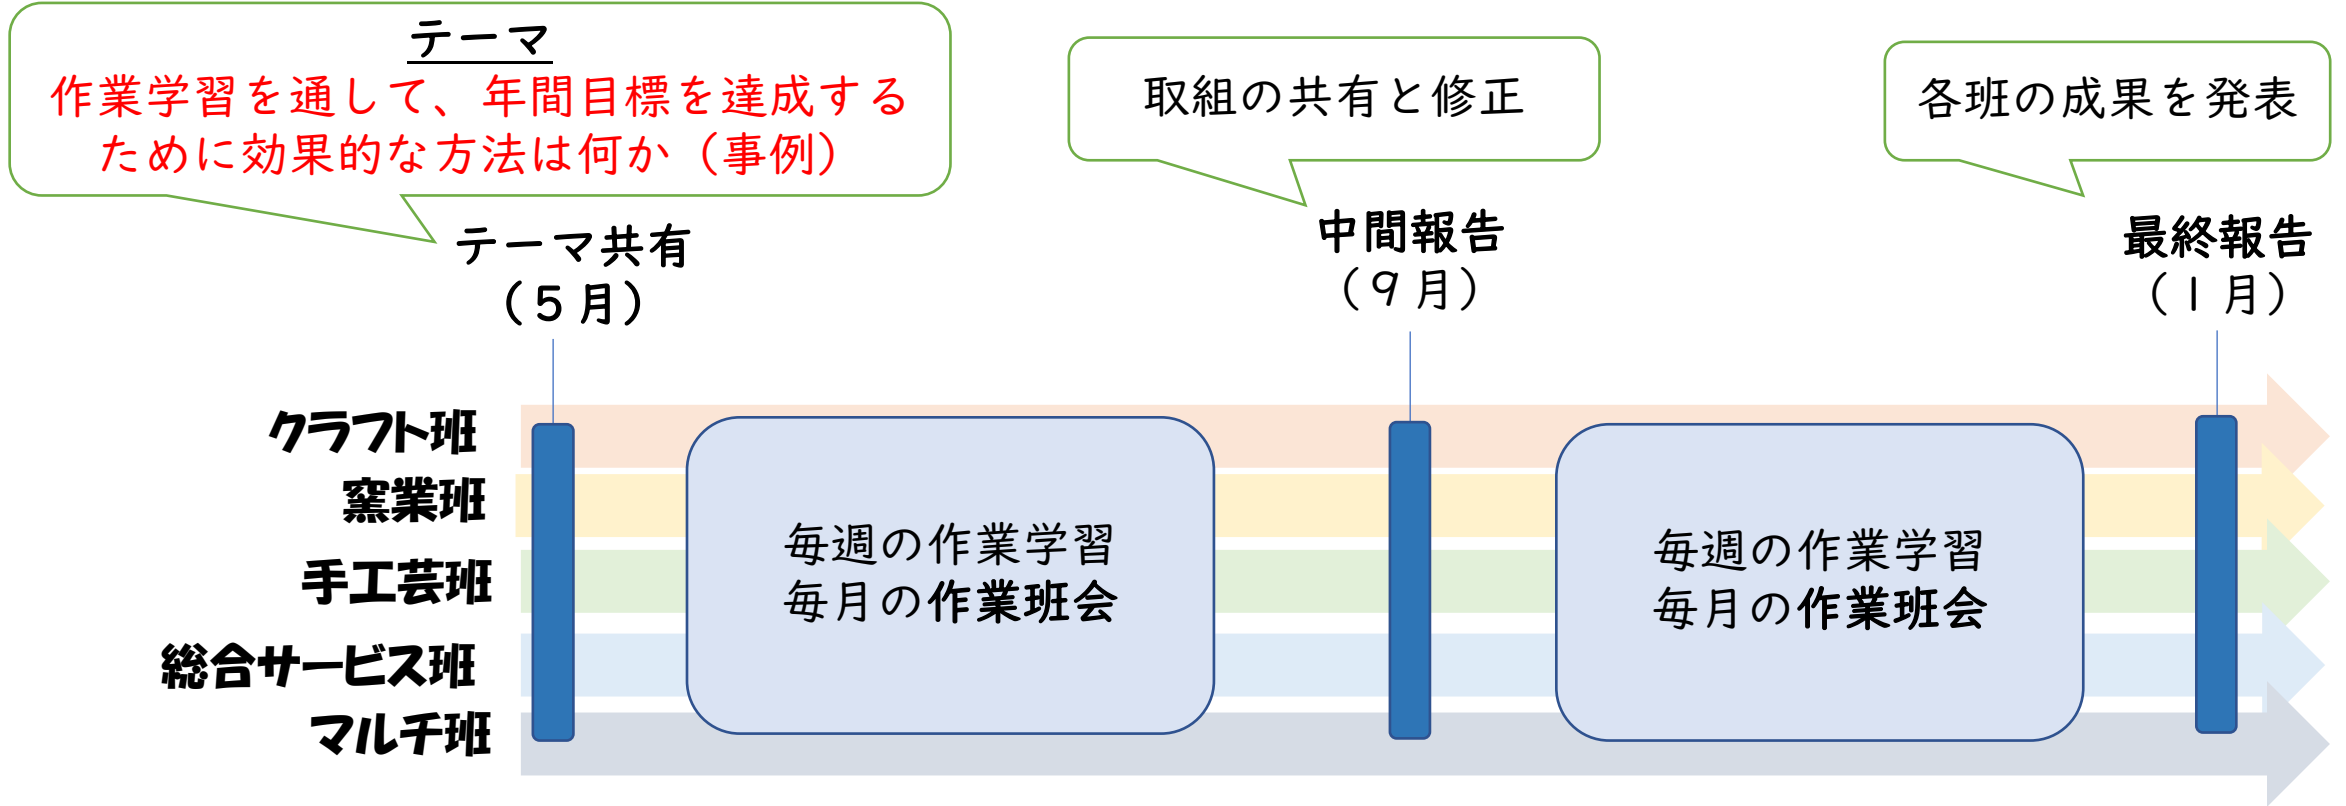 テーマ
作業学習を通して、年間目標を達成する
ために効果的な方法は何か（事例）
取組の共有と修正
各班の成果を発表
テーマ共有
（５月）
中間報告
（９月）
最終報告
（１月）
クラフト班
窯業班
手工芸班
総合サービス班
マルチ班
毎週の作業学習
毎月の作業班会
毎週の作業学習
毎月の作業班会